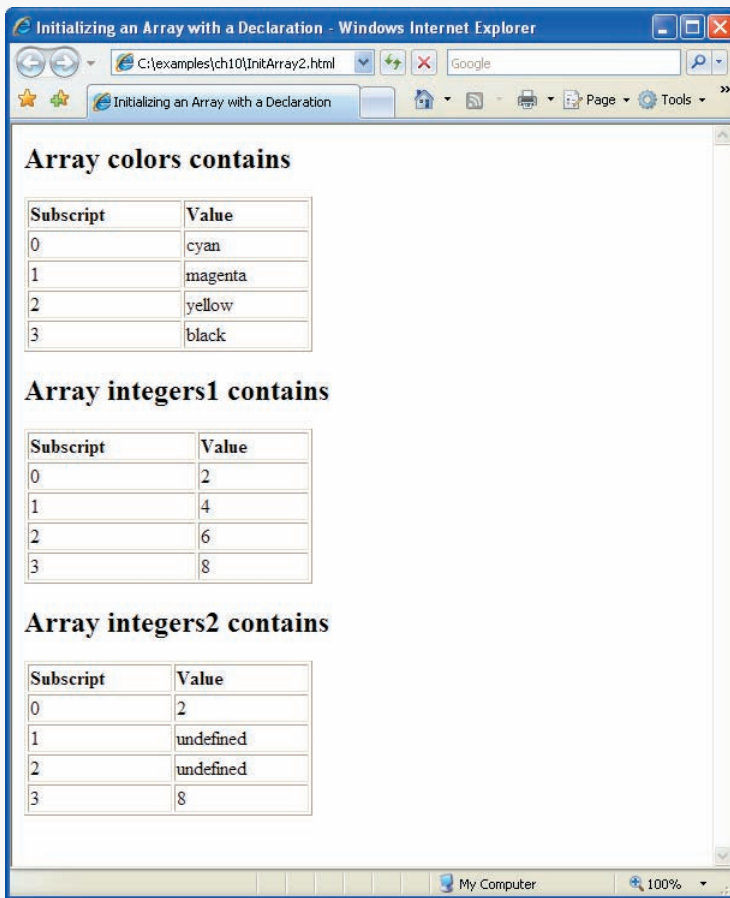 Initializing an Array with a Declaration - Windows Internet Explorer
C:\examples\ch10\InitArray2.html
Google
Initializing an Array with a Declaration
Page
Tools
»
Array colors contains
Subscript Value
0 cyan
1 magenta
2 yellow
3 black
Array integers1 contains
Subscript Value
0 2
1 4
2 6
3 8
Array integers2 contains
Subscript Value
0 2
1 undefined
2 undefined
3 8
My Computer
100%